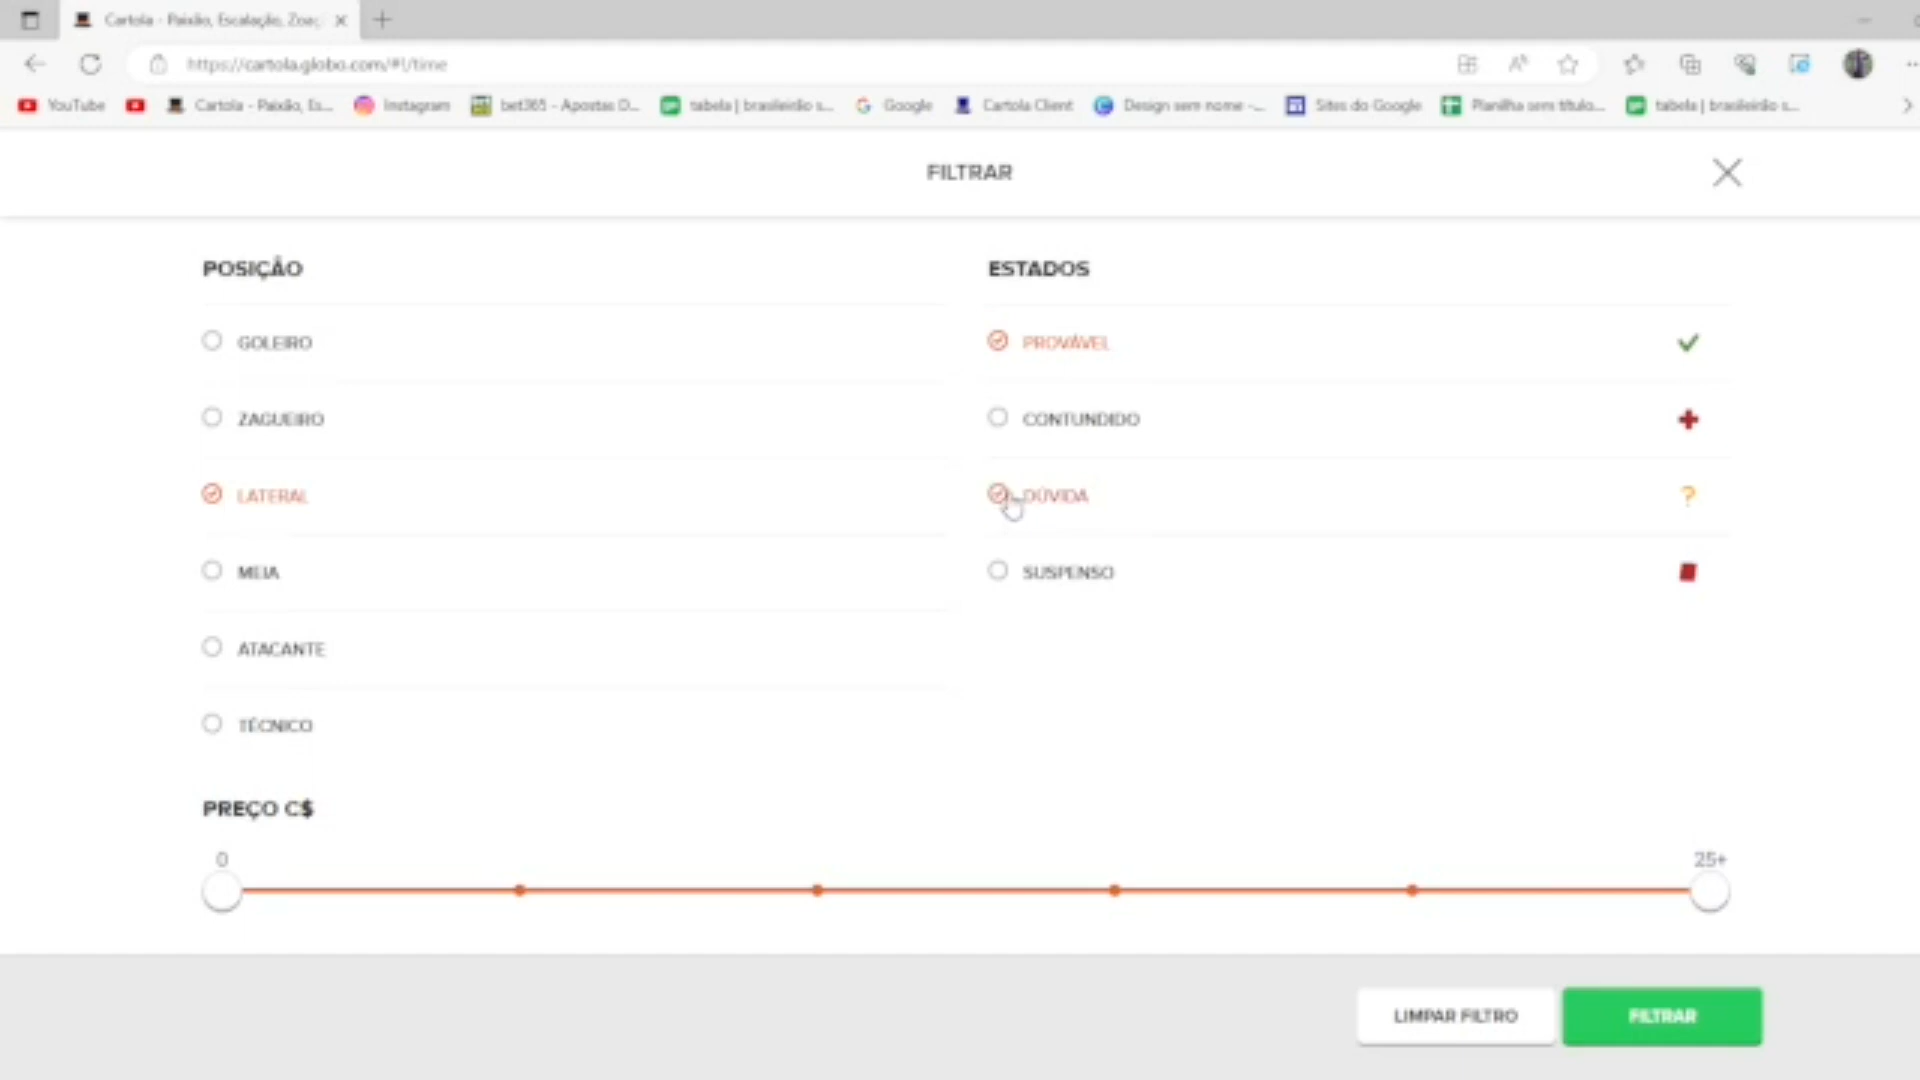 Cartola - Paixão, Escalação, Zoaç
https://cartola.globo.com/#!/time
YouTube
Cartola - Paixão, Es...
Instagram
bet365 - Apostas D...
tabela | brasileirão s...
Google
Cartola Client
Design sem nome -...
Sites do Google
Planilha sem título...
tabela | brasileirão s...
FILTRAR
POSIÇÃO
ESTADOS
GOLEIRO
PROVÁVEL
ZAGUEIRO
CONTUNDIDO
LATERAL
DÚVIDA
?
MEIA
SUSPENSO
ATACANTE
TÉCNICO
PREÇO C$
0
25+
LIMPAR FILTRO
FILTRAR